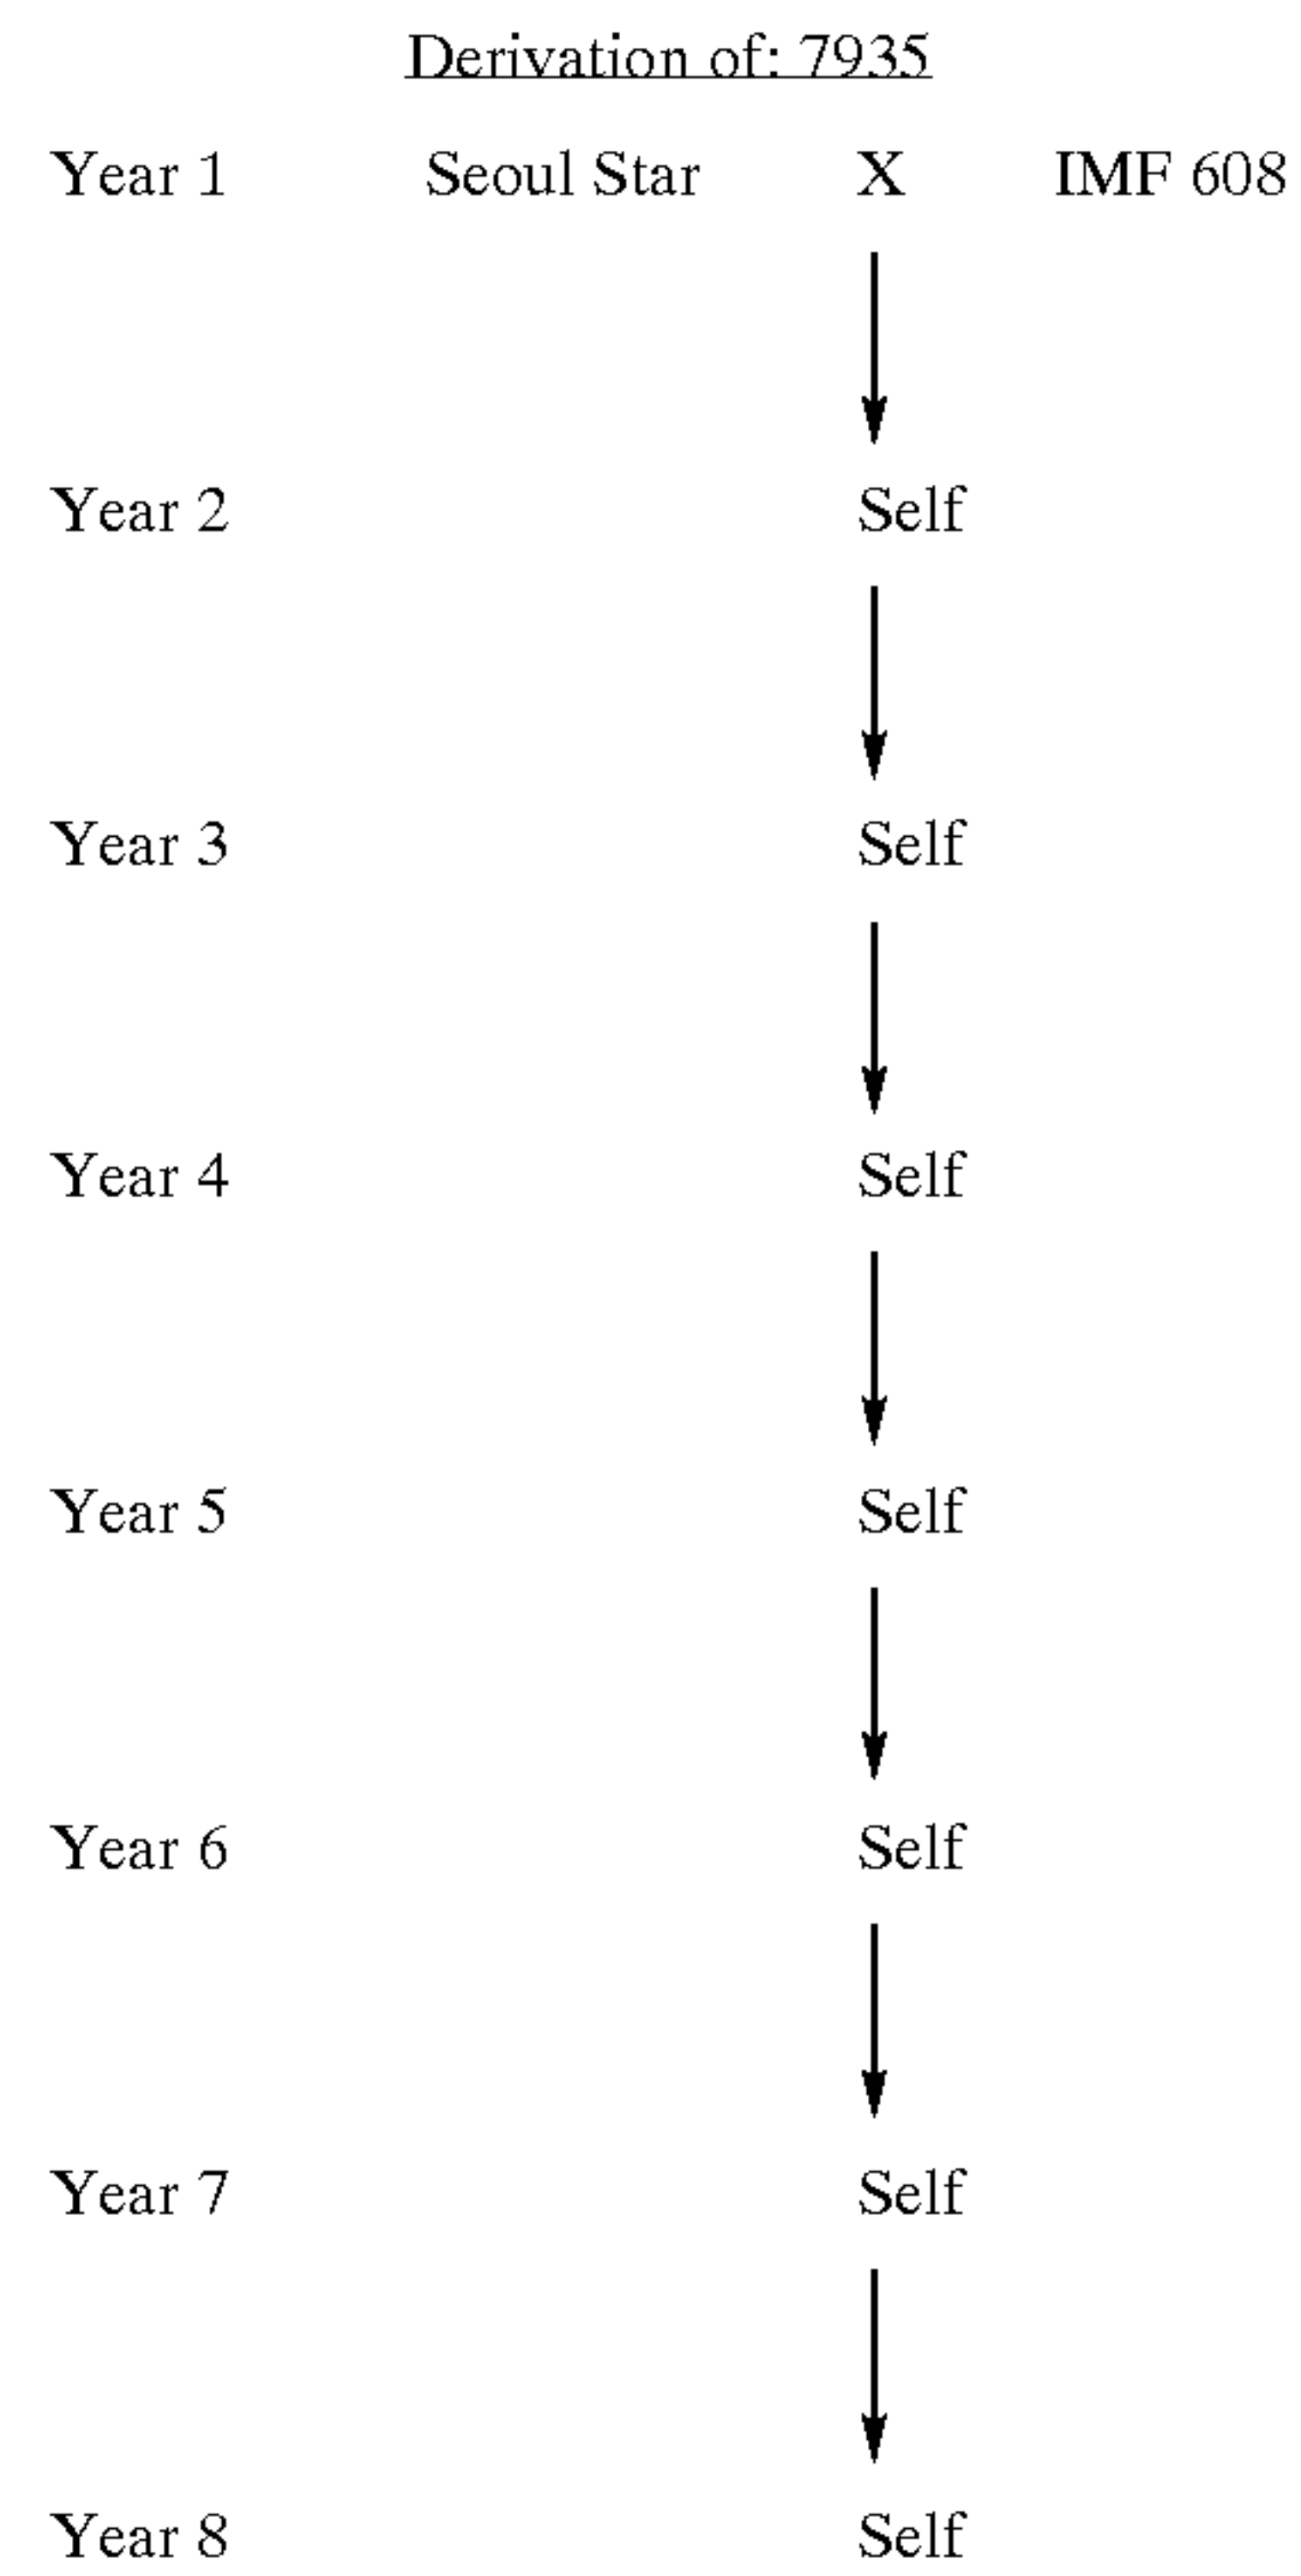 Derivation of: 7935
Year 1 Seoul Star X IMF 608
Year 2 Self
Year 3 Self
Year 4 Self
Year 5 Self
Year 6 Self
Year 7 Self
Year 8 Self